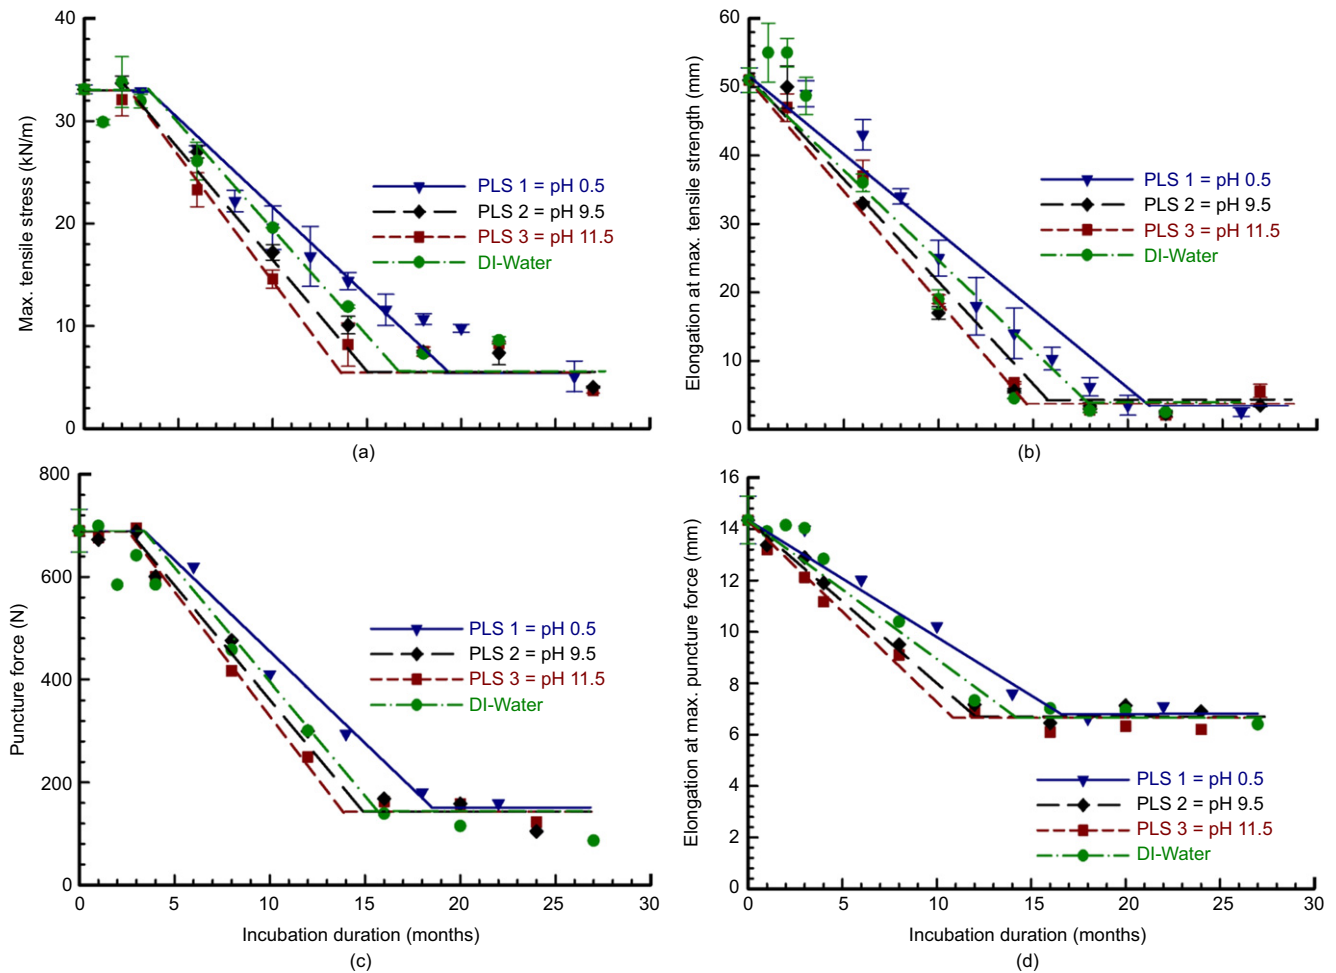 40
30
20
10
0
Max. tensile stress (kN/m)
PLS 1 = pH 0.5
PLS 2 = pH 9.5
PLS 3 = pH 11.5
DI-Water
(a)
60
50
40
30
20
10
0
Elongation at max. tensile strength (mm)
PLS 1 = pH 0.5
PLS 2 = pH 9.5
PLS 3 = pH 11.5
DI-Water
(b)
800
600
400
200
0
Puncture force (N)
PLS 1 = pH 0.5
PLS 2 = pH 9.5
PLS 3 = pH 11.5
DI-Water
0 5 10 15 20 25 30
Incubation duration (months)
(c)
16
14
12
10
8
6
4
2
0
Elongation at max. puncture force (mm)
PLS 1 = pH 0.5
PLS 2 = pH 9.5
PLS 3 = pH 11.5
DI-Water
0 5 10 15 20 25 30
Incubation duration (months)
(d)